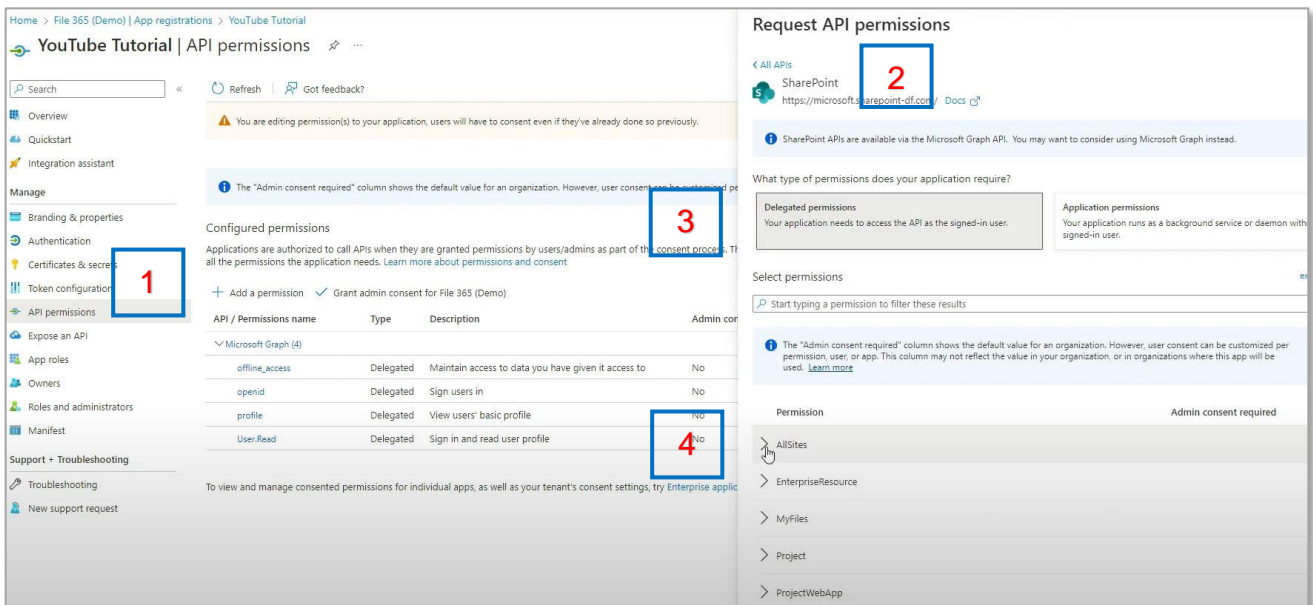 Home > File 365 (Demo) | App registrations > YouTube Tutorial
YouTube Tutorial | API permissions
Search
Overview
Quickstart
Integration assistant
Manage
Branding & properties
Authentication
Certificates & secrets
Token configuration
API permissions
Expose an API
App roles
Owners
Roles and administrators
Manifest
Support + Troubleshooting
Troubleshooting
New support request
1
Refresh
Got feedback?
You are editing permission(s) to your application, users will have to consent even if they've already done so previously.
The "Admin consent required" column shows the default value for an organization. However, user consent can be customized pe
3
Configured permissions
Applications are authorized to call APIs when they are granted permissions by users/admins as part of the consent process. Th
all the permissions the application needs. Learn more about permissions and consent
Add a permission Grant admin consent for File 365 (Demo)
API / Permissions name Type Description Admin con
Microsoft Graph (4)
offline_access Delegated Maintain access to data you have given it access to No
openid Delegated Sign users in No
profile Delegated View users' basic profile No
User.Read Delegated Sign in and read user profile No
4
To view and manage consented permissions for individual apps, as well as your tenant's consent settings, try Enterprise applic
Request API permissions
All APIs
2
SharePoint
https://microsoft.sharepoint-df.com/ Docs
SharePoint APIs are available via the Microsoft Graph API. You may want to consider using Microsoft Graph instead.
What type of permissions does your application require?
Delegated permissions
Your application needs to access the API as the signed-in user.
Application permissions
Your application runs as a background service or daemon with
signed-in user.
Select permissions
ex
Start typing a permission to filter these results
The "Admin consent required" column shows the default value for an organization. However, user consent can be customized per
permission, user, or app. This column may not reflect the value in your organization, or in organizations where this app will be
used. Learn more
Permission Admin consent required
AllSites
EnterpriseResource
MyFiles
Project
ProjectWebApp